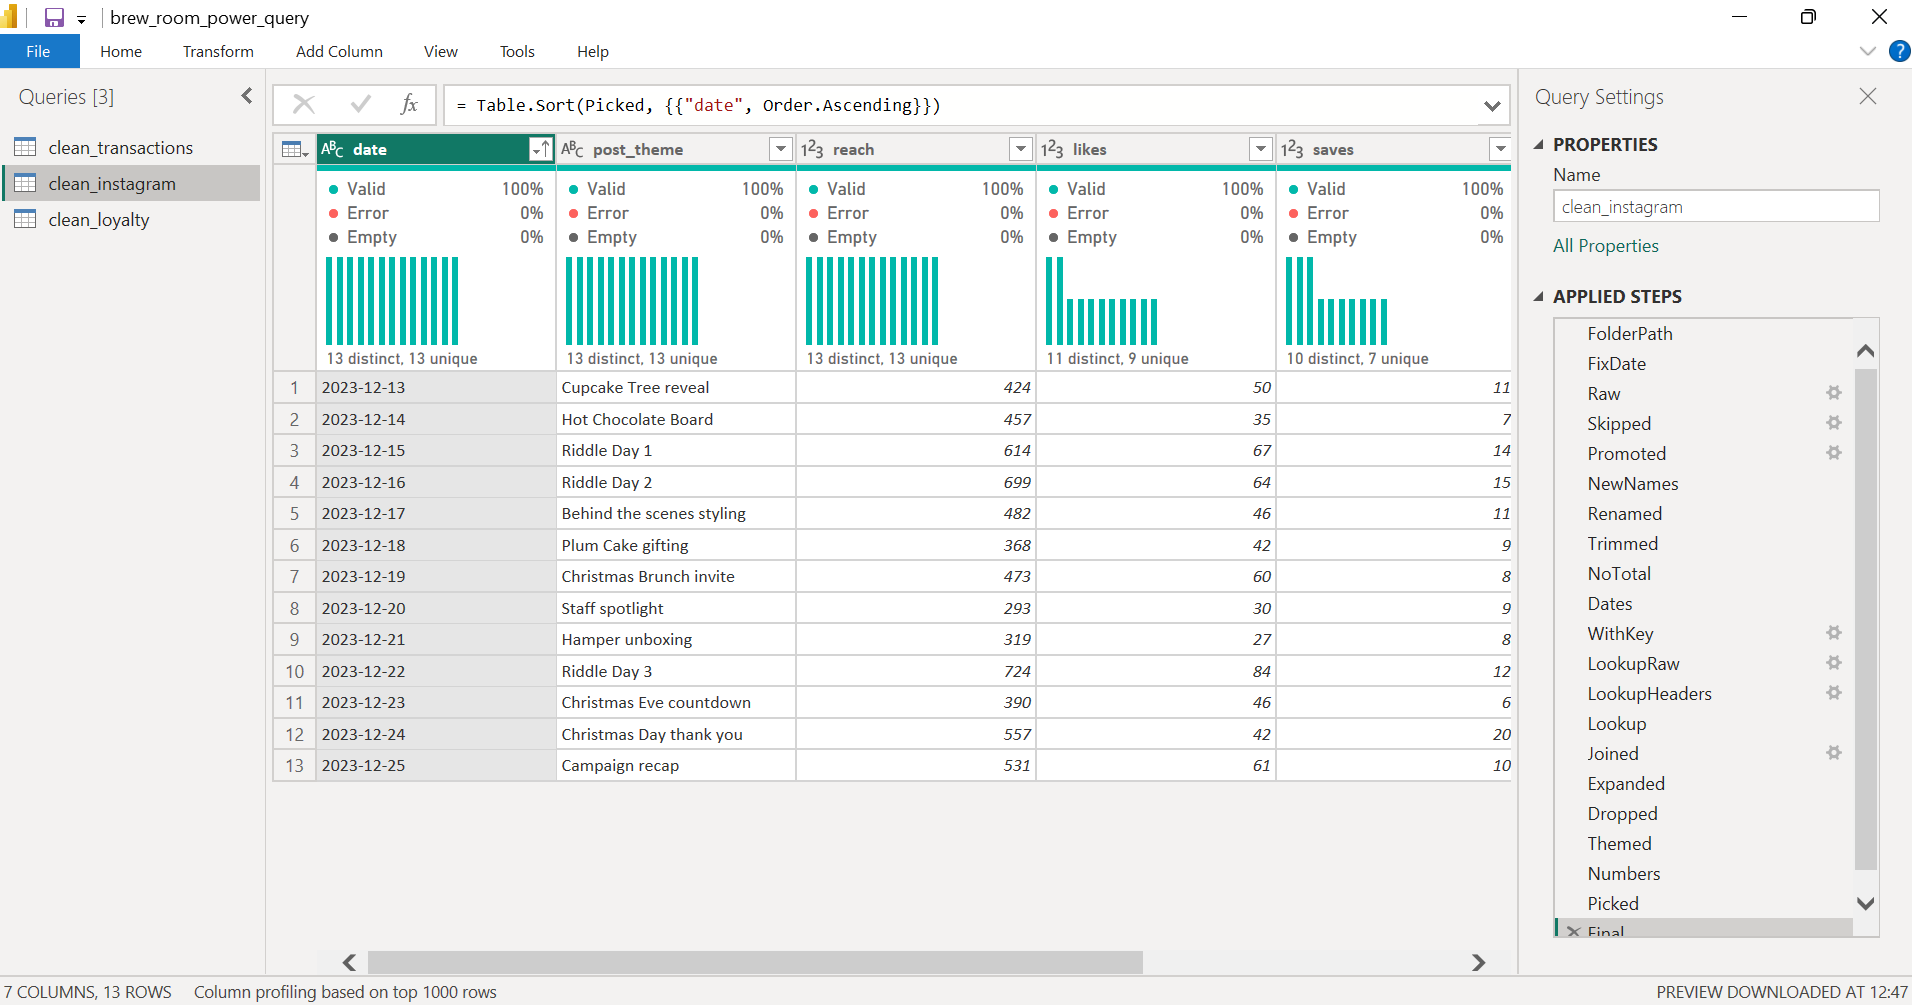 brew_room_power_query
File Home Transform Add Column View Tools Help ?
Queries [3]
clean_transactions
clean_instagram
clean_loyalty
fx = Table.Sort(Picked, {{"date", Order.Ascending}})
ABC date ABC post_theme 123 reach 123 likes 123 saves
Valid 100% Valid 100% Valid 100% Valid 100% Valid 100%
Error 0% Error 0% Error 0% Error 0% Error 0%
Empty 0% Empty 0% Empty 0% Empty 0% Empty 0%
13 distinct, 13 unique 13 distinct, 13 unique 13 distinct, 13 unique 11 distinct, 9 unique 10 distinct, 7 unique
1 2023-12-13 Cupcake Tree reveal 424 50 11
2 2023-12-14 Hot Chocolate Board 457 35 7
3 2023-12-15 Riddle Day 1 614 67 14
4 2023-12-16 Riddle Day 2 699 64 15
5 2023-12-17 Behind the scenes styling 482 46 11
6 2023-12-18 Plum Cake gifting 368 42 9
7 2023-12-19 Christmas Brunch invite 473 60 8
8 2023-12-20 Staff spotlight 293 30 9
9 2023-12-21 Hamper unboxing 319 27 8
10 2023-12-22 Riddle Day 3 724 84 12
11 2023-12-23 Christmas Eve countdown 390 46 6
12 2023-12-24 Christmas Day thank you 557 42 20
13 2023-12-25 Campaign recap 531 61 10
Query Settings
PROPERTIES
Name
clean_instagram
All Properties
APPLIED STEPS
FolderPath
FixDate
Raw
Skipped
Promoted
NewNames
Renamed
Trimmed
NoTotal
Dates
WithKey
LookupRaw
LookupHeaders
Lookup
Joined
Expanded
Dropped
Themed
Numbers
Picked
Final
7 COLUMNS, 13 ROWS Column profiling based on top 1000 rows PREVIEW DOWNLOADED AT 12:47